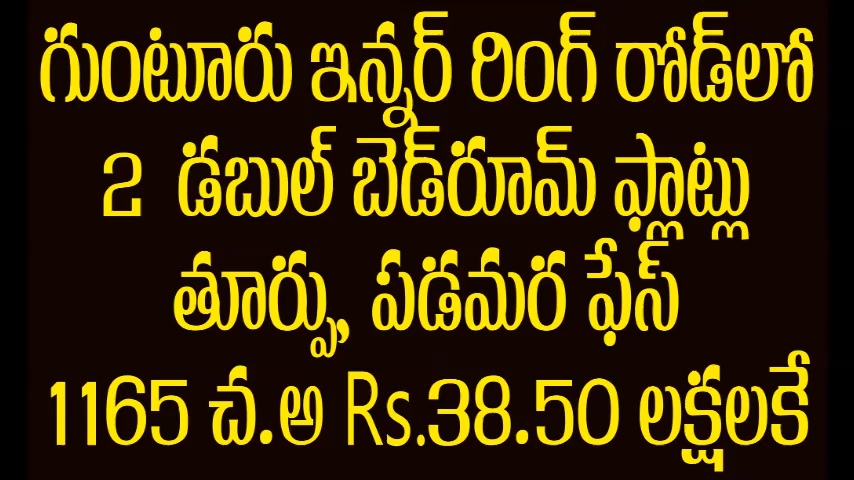 గుంటూరు ఇన్నర్ రింగ్ రోడ్‌లో
2 డబుల్ బెడ్‌రూమ్ ఫ్లాట్లు
తూర్పు, పడమర ఫేస్
1165 చ.అ Rs.38.50 లక్షలకే